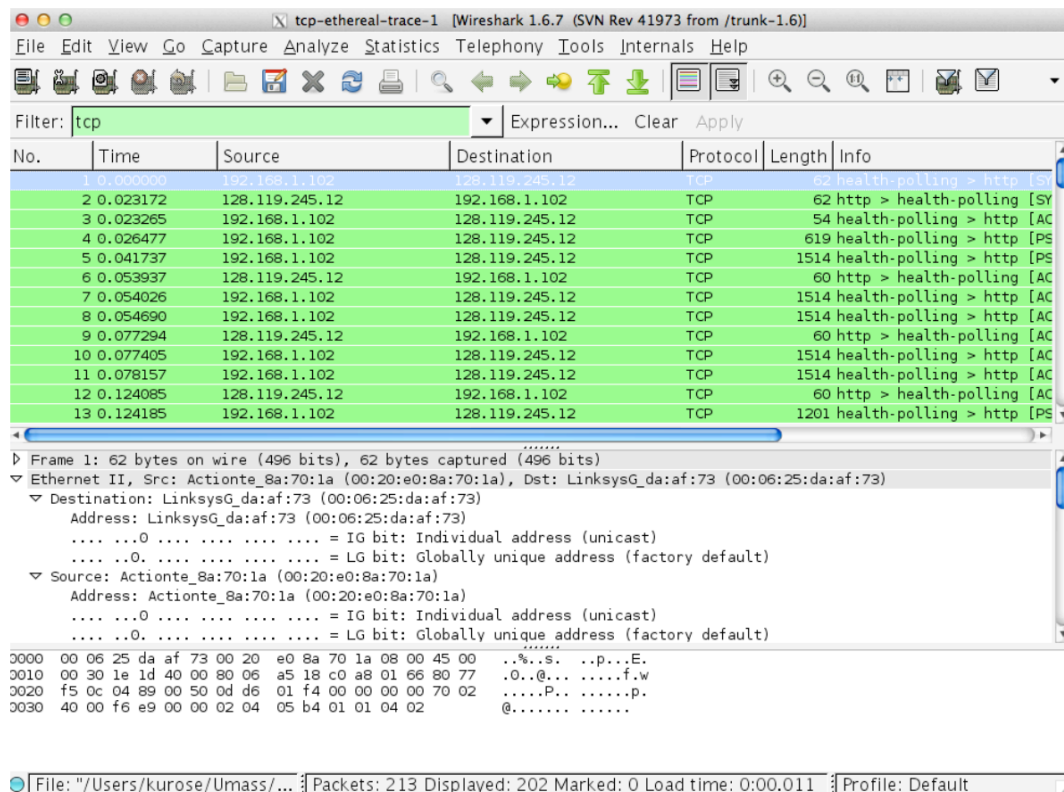 tcp-ethereal-trace-1 [Wireshark 1.6.7 (SVN Rev 41973 from /trunk-1.6)]
File Edit View Go Capture Analyze Statistics Telephony Tools Internals Help
Filter: tcp Expression... Clear Apply
No. Time Source Destination Protocol Length Info
1 0.000000 192.168.1.102 128.119.245.12 TCP 62 health-polling > http [SY
2 0.023172 128.119.245.12 192.168.1.102 TCP 62 http > health-polling [SY
3 0.023265 192.168.1.102 128.119.245.12 TCP 54 health-polling > http [AC
4 0.026477 192.168.1.102 128.119.245.12 TCP 619 health-polling > http [PS
5 0.041737 192.168.1.102 128.119.245.12 TCP 1514 health-polling > http [PS
6 0.053937 128.119.245.12 192.168.1.102 TCP 60 http > health-polling [AC
7 0.054026 192.168.1.102 128.119.245.12 TCP 1514 health-polling > http [AC
8 0.054690 192.168.1.102 128.119.245.12 TCP 1514 health-polling > http [AC
9 0.077294 128.119.245.12 192.168.1.102 TCP 60 http > health-polling [AC
10 0.077405 192.168.1.102 128.119.245.12 TCP 1514 health-polling > http [AC
11 0.078157 192.168.1.102 128.119.245.12 TCP 1514 health-polling > http [AC
12 0.124085 128.119.245.12 192.168.1.102 TCP 60 http > health-polling [AC
13 0.124185 192.168.1.102 128.119.245.12 TCP 1201 health-polling > http [PS
Frame 1: 62 bytes on wire (496 bits), 62 bytes captured (496 bits)
Ethernet II, Src: Actionte_8a:70:1a (00:20:e0:8a:70:1a), Dst: LinksysG_da:af:73 (00:06:25:da:af:73)
Destination: LinksysG_da:af:73 (00:06:25:da:af:73)
Address: LinksysG_da:af:73 (00:06:25:da:af:73)
.... ...0 .... .... .... .... = IG bit: Individual address (unicast)
.... ..0. .... .... .... .... = LG bit: Globally unique address (factory default)
Source: Actionte_8a:70:1a (00:20:e0:8a:70:1a)
Address: Actionte_8a:70:1a (00:20:e0:8a:70:1a)
.... ...0 .... .... .... .... = IG bit: Individual address (unicast)
.... ..0. .... .... .... .... = LG bit: Globally unique address (factory default)
0000 00 06 25 da af 73 00 20 e0 8a 70 1a 08 00 45 00 ..%..s. ..p...E.
0010 00 30 1e 1d 40 00 80 06 a5 18 c0 a8 01 66 80 77 .0..@... .....f.w
0020 f5 0c 04 89 00 50 0d d6 01 f4 00 00 00 00 70 02 .....P.. ......p.
0030 40 00 f6 e9 00 00 02 04 05 b4 01 01 04 02 @....... ......
File: "/Users/kurose/Umass/... Packets: 213 Displayed: 202 Marked: 0 Load time: 0:00.011 Profile: Default